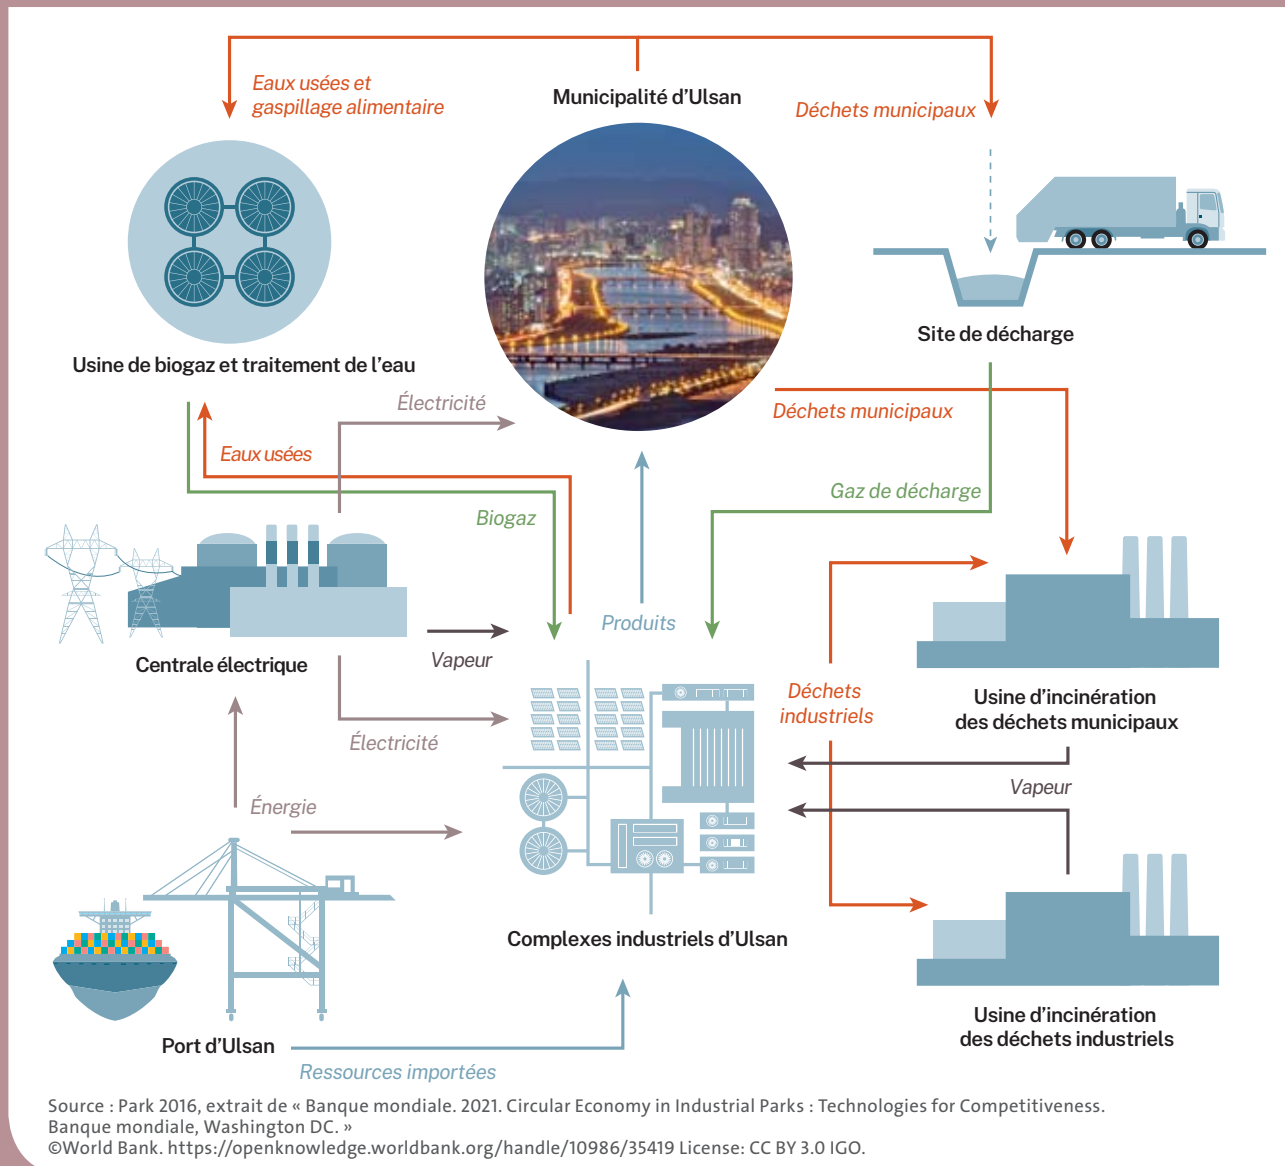 Eaux usées et
gaspillage alimentaire
Municipalité d’Ulsan
Déchets municipaux
Usine de biogaz et traitement de l’eau
Site de décharge
Électricité
Déchets municipaux
Eaux usées
Gaz de décharge
Biogaz
Produits
Vapeur
Centrale électrique
Déchets
industriels
Usine d’incinération
des déchets municipaux
Électricité
Vapeur
Énergie
Complexes industriels d’Ulsan
Usine d’incinération
des déchets industriels
Port d’Ulsan
Ressources importées
Source : Park 2016, extrait de « Banque mondiale. 2021. Circular Economy in Industrial Parks : Technologies for Competitiveness.
Banque mondiale, Washington DC. »
©World Bank. https://openknowledge.worldbank.org/handle/10986/35419 License: CC BY 3.0 IGO.